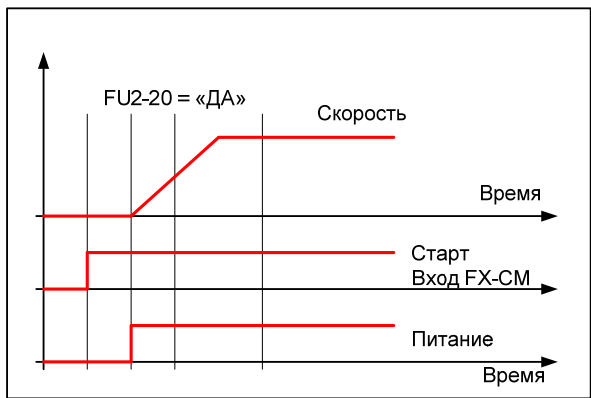 FU2-20 = «ДА»
Скорость
Время
Старт
Вход FX-CM
Питание
Время